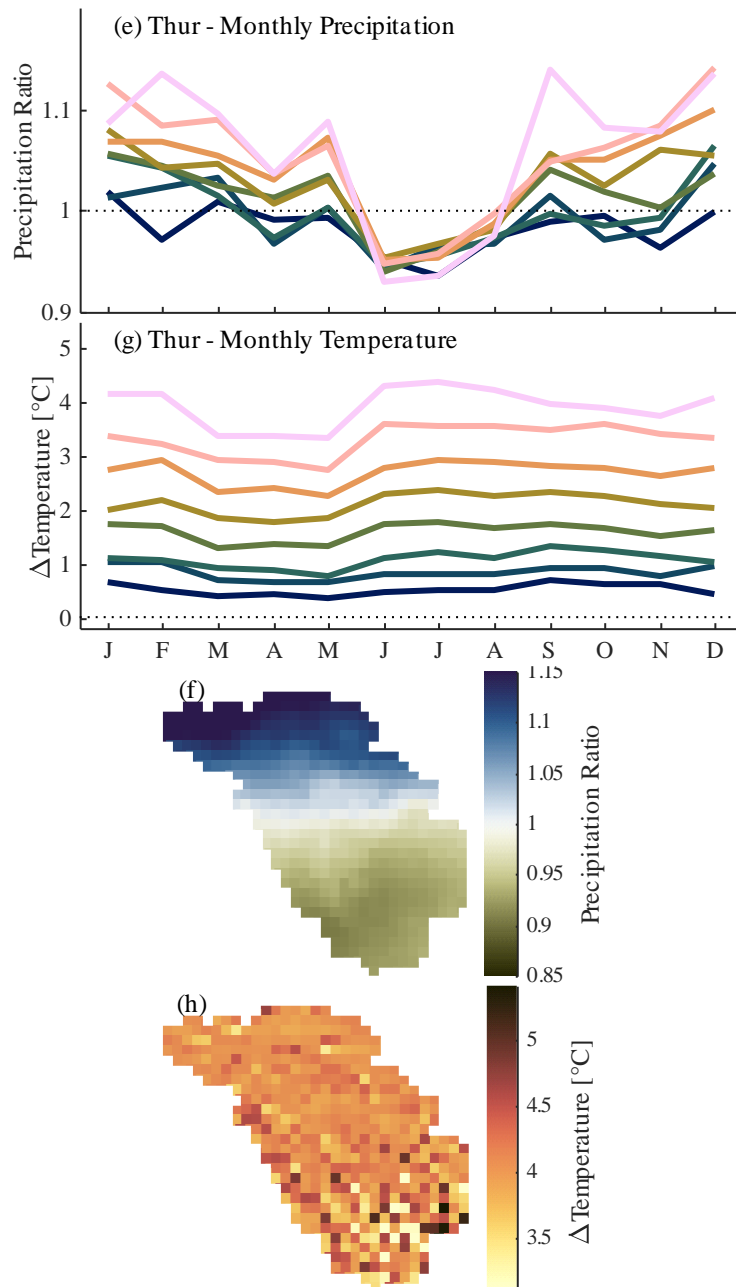 (e) Thur - Monthly Precipitation
Precipitation Ratio
1.1
1
0.9
(g) Thur - Monthly Temperature
ΔTemperature [°C]
5
4
3
2
1
0
J F M A M J J A S O N D
(f)
1.15
1.1
1.05
1
0.95
0.9
0.85
Precipitation Ratio
(h)
5
4.5
4
3.5
ΔTemperature [°C]